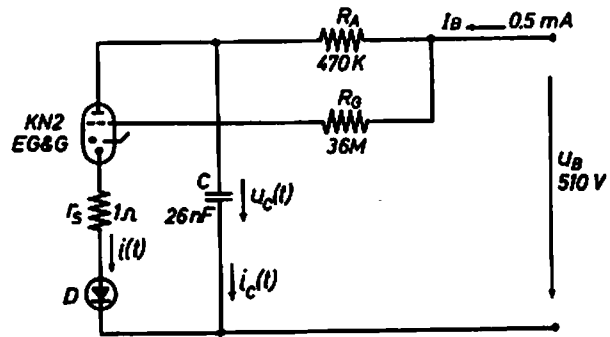 R_A
I_B 0,5 mA
470K
R_G
KN2
EG&G
36M
C
u_C(t)
u_B
510 V
r_S 1Ω
26nF
i(t)
D
i_C(t)